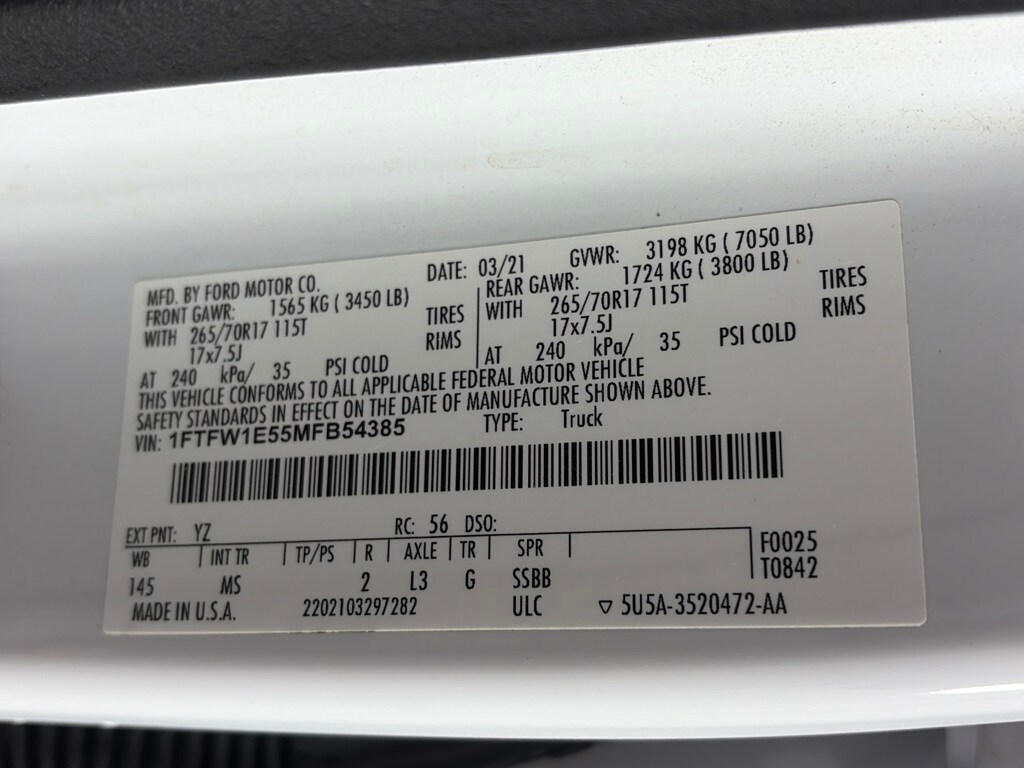 MFD. BY FORD MOTOR CO. DATE: 03/21 GVWR: 3198 KG ( 7050 LB)
FRONT GAWR: 1565 KG ( 3450 LB) REAR GAWR: 1724 KG ( 3800 LB)
WITH 265/70R17 115T TIRES WITH 265/70R17 115T TIRES
17x7.5J RIMS 17x7.5J RIMS
AT 240 kPa/ 35 PSI COLD AT 240 kPa/ 35 PSI COLD
THIS VEHICLE CONFORMS TO ALL APPLICABLE FEDERAL MOTOR VEHICLE
SAFETY STANDARDS IN EFFECT ON THE DATE OF MANUFACTURE SHOWN ABOVE.
VIN: 1FTFW1E55MFB54385 TYPE: Truck
EXT PNT: YZ RC: 56 DSO:
WB INT TR TP/PS R AXLE TR SPR F0025
145 MS 2 L3 G SSBB T0842
MADE IN U.S.A. 2202103297282 ULC ▽ 5U5A-3520472-AA